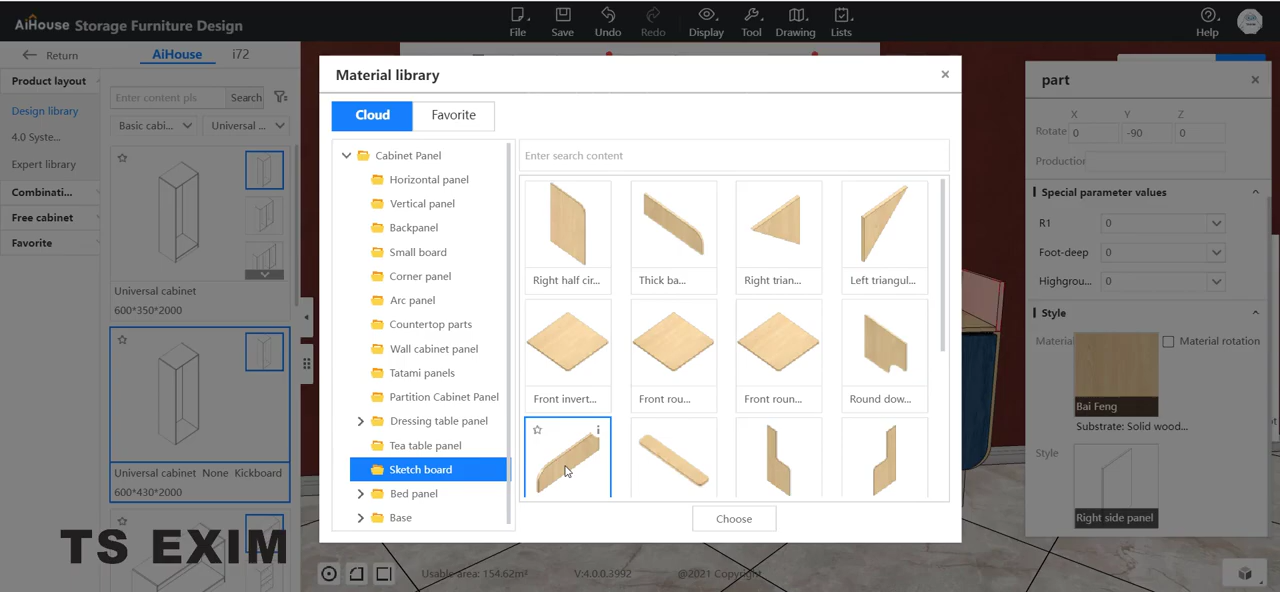 AiHouse Storage Furniture Design
File
Save
Undo
Redo
Display
Tool
Drawing
Lists
Help
Return
AiHouse
i72
Product layout
Design library
4.0 Syste...
Expert library
Combinati...
Free cabinet
Favorite
Enter content pls
Search
Basic cabi...
Universal ...
Universal cabinet
600*350*2000
Universal cabinet None Kickboard
600*430*2000
Material library
Cloud
Favorite
Cabinet Panel
Horizontal panel
Vertical panel
Backpanel
Small board
Corner panel
Arc panel
Countertop parts
Wall cabinet panel
Tatami panels
Partition Cabinet Panel
Dressing table panel
Tea table panel
Sketch board
Bed panel
Base
Enter search content
Right half cir...
Thick ba...
Right trian...
Left triangul...
Front invert...
Front rou...
Front roun...
Round dow...
Choose
part
X Y Z
Rotate 0 -90 0
Production
Special parameter values
R1 0
Foot-deep 0
Highgrou... 0
Style
Material
Material rotation
Bai Feng
Substrate: Solid wood...
Style
Right side panel
TS EXIM
Usable area: 154.62m²
V:4.0.0.3992
@2021 Copyright